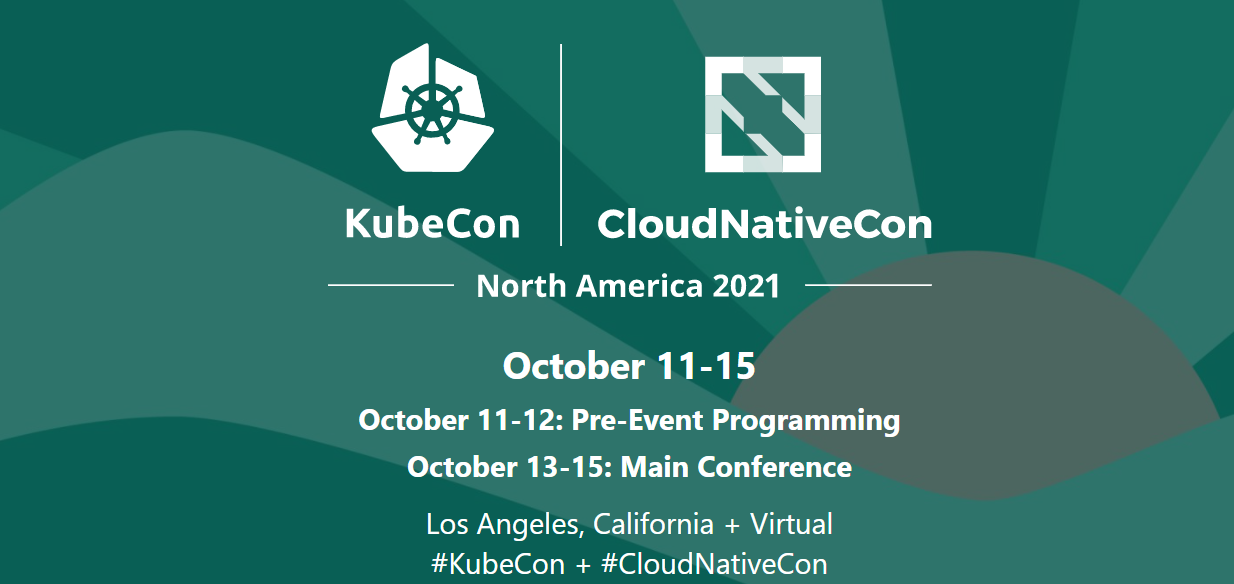 KubeCon CloudNativeCon
North America 2021
October 11-15
October 11-12: Pre-Event Programming
October 13-15: Main Conference
Los Angeles, California + Virtual
#KubeCon + #CloudNativeCon